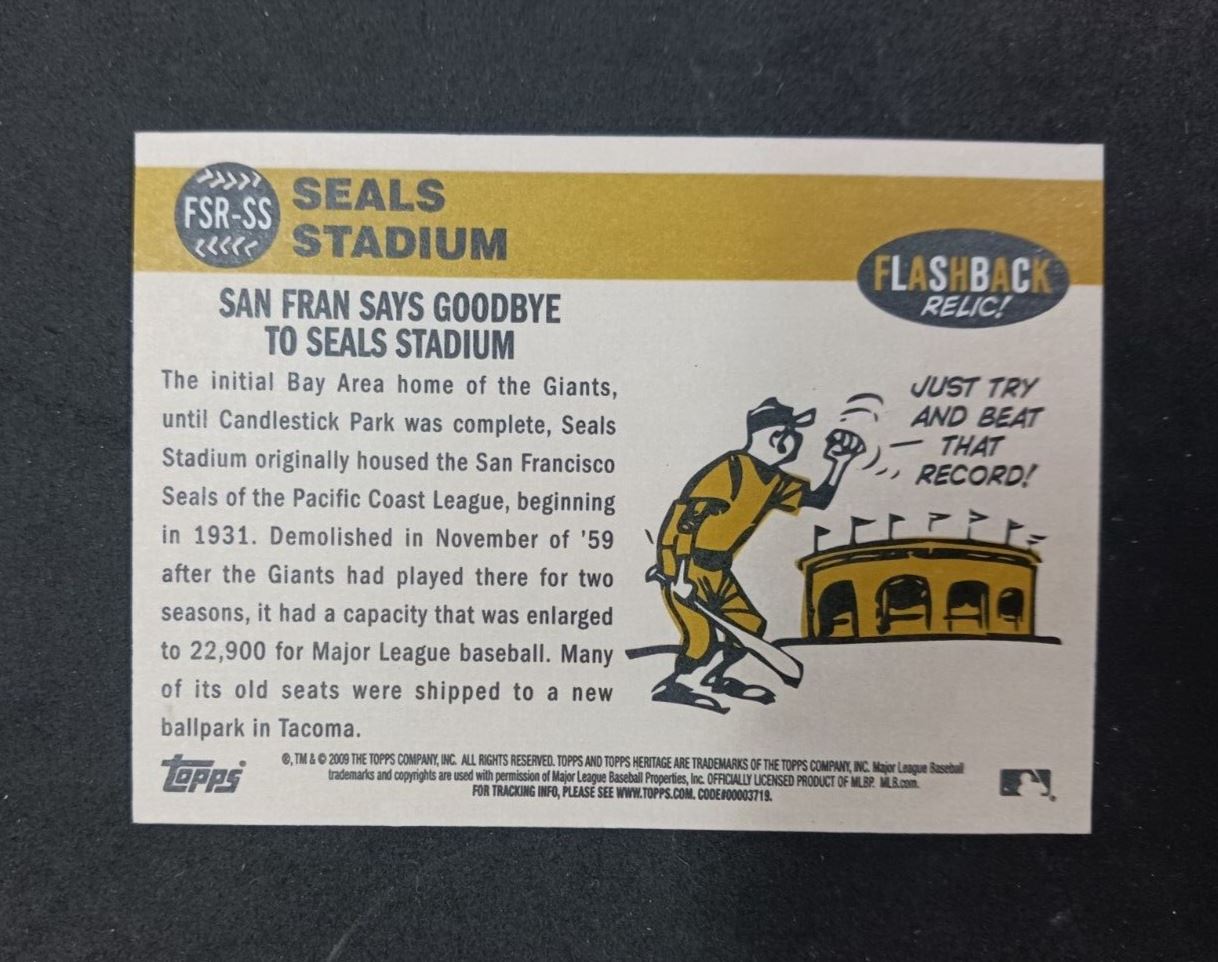 FSR-SS
SEALS
STADIUM
FLASHBACK
RELIC!
SAN FRAN SAYS GOODBYE
TO SEALS STADIUM
The initial Bay Area home of the Giants,
until Candlestick Park was complete, Seals
Stadium originally housed the San Francisco
Seals of the Pacific Coast League, beginning
in 1931. Demolished in November of '59
after the Giants had played there for two
seasons, it had a capacity that was enlarged
to 22,900 for Major League baseball. Many
of its old seats were shipped to a new
ballpark in Tacoma.
JUST TRY
AND BEAT
THAT
RECORD!
topps
®, TM & © 2009 THE TOPPS COMPANY, INC. ALL RIGHTS RESERVED. TOPPS AND TOPPS HERITAGE ARE TRADEMARKS OF THE TOPPS COMPANY, INC. Major League Baseball
trademarks and copyrights are used with permission of Major League Baseball Properties, Inc. OFFICIALLY LICENSED PRODUCT OF MLBP. MLB.com.
FOR TRACKING INFO, PLEASE SEE WWW.TOPPS.COM. CODE#00003719.